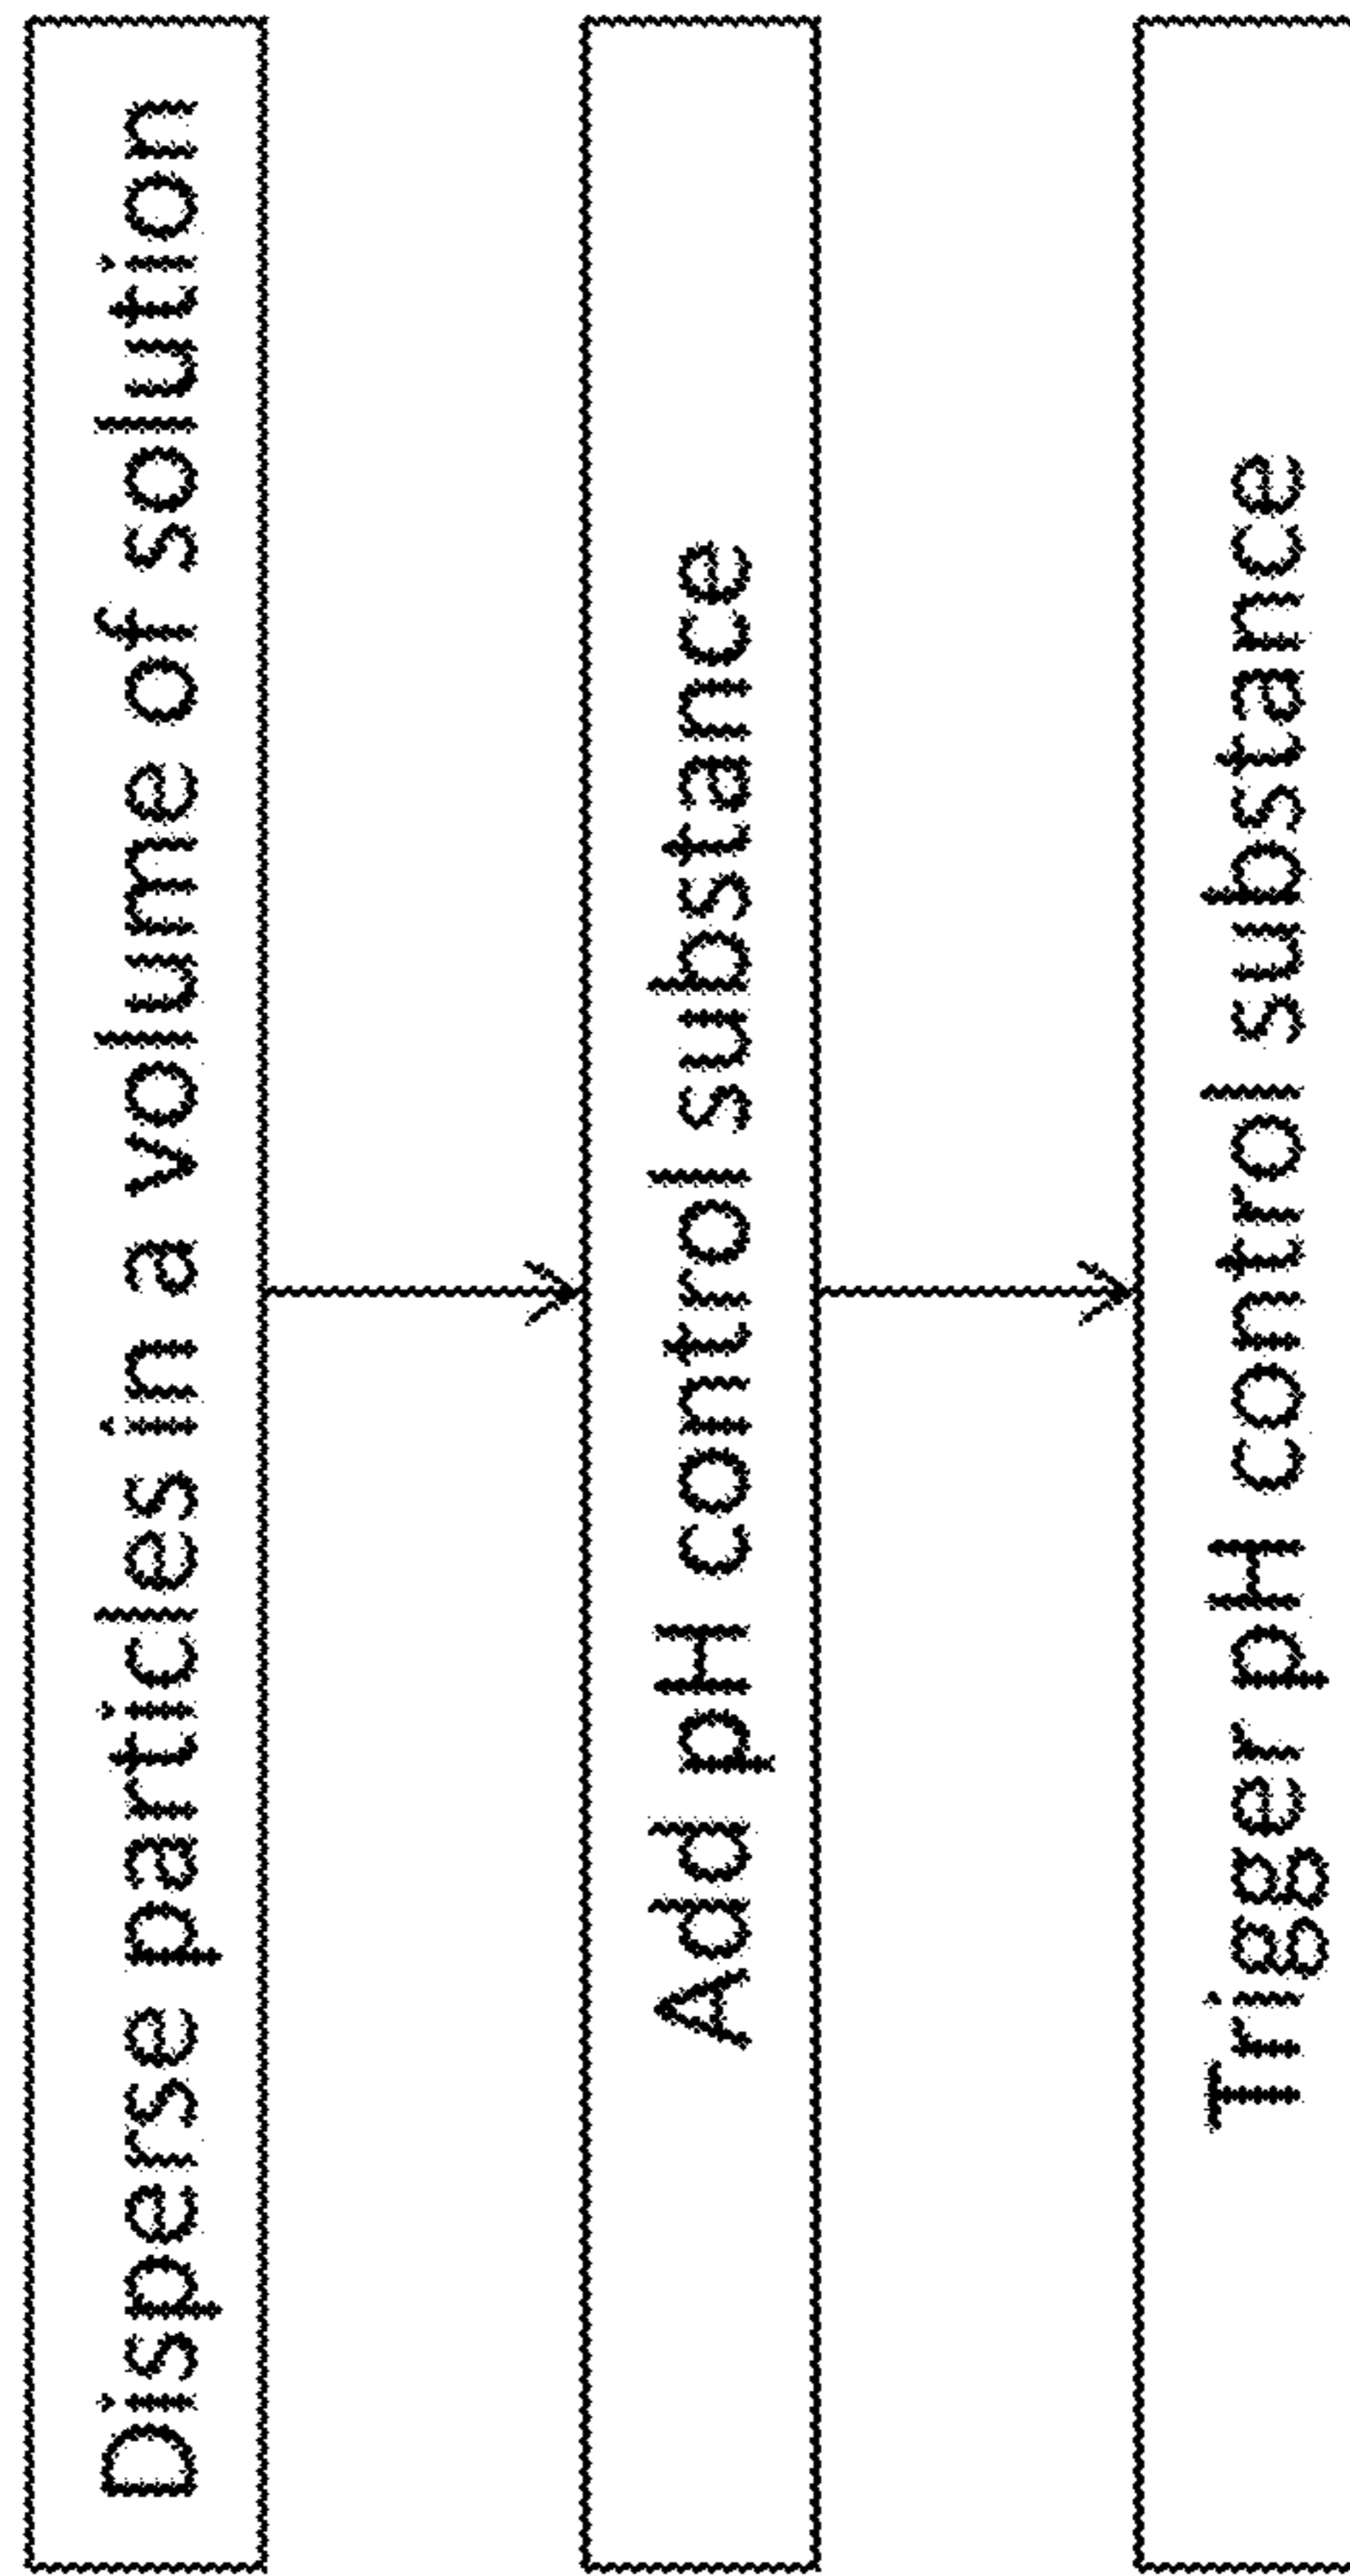 Disperse particles in a volume of solution
Add pH control substance
Trigger pH control substance